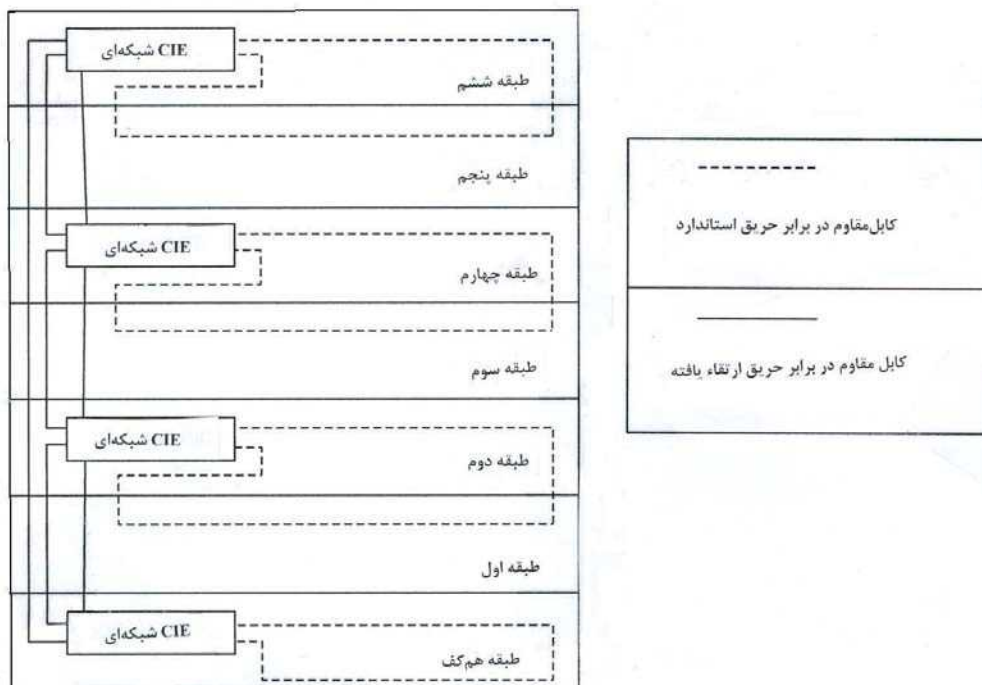 CIE شبکه‌ای
طبقه ششم
طبقه پنجم
CIE شبکه‌ای
طبقه چهارم
طبقه سوم
CIE شبکه‌ای
طبقه دوم
طبقه اول
CIE شبکه‌ای
طبقه هم‌کف
کابل‌مقاوم در برابر حریق استاندارد
کابل مقاوم در برابر حریق ارتقاء یافته